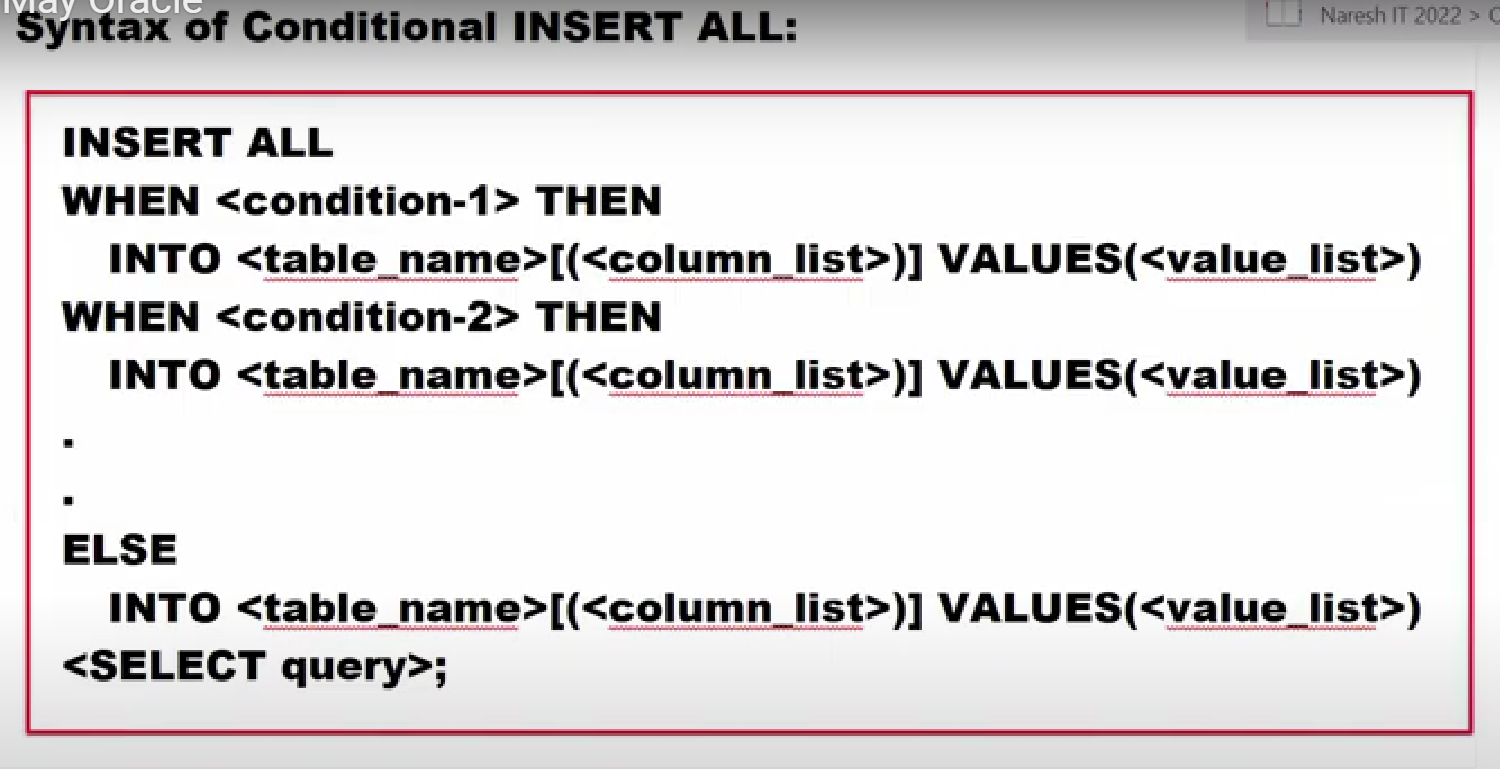 May Oracle
Syntax of Conditional INSERT ALL:
Naresh IT 2022 >
INSERT ALL
WHEN <condition-1> THEN
INTO <table_name>[(<column_list>)] VALUES(<value_list>)
WHEN <condition-2> THEN
INTO <table_name>[(<column_list>)] VALUES(<value_list>)
.
.
ELSE
INTO <table_name>[(<column_list>)] VALUES(<value_list>)
<SELECT query>;